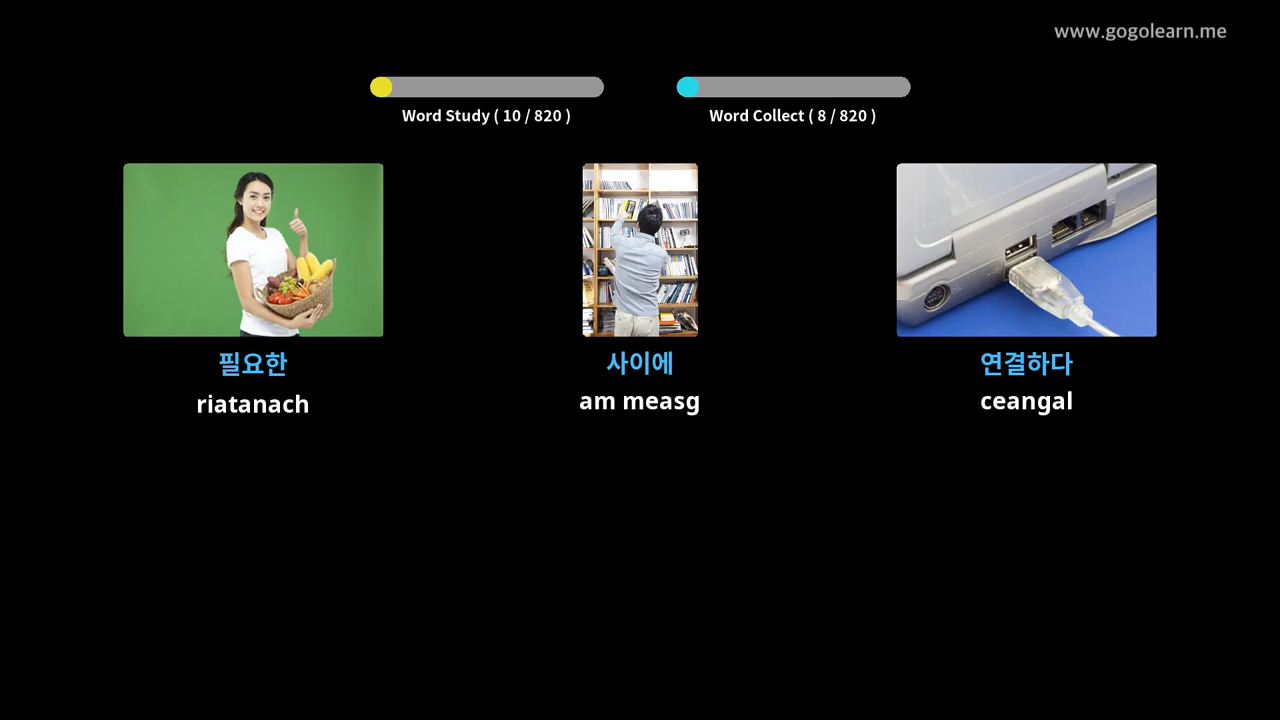 www.gogolearn.me
Word Study ( 10 / 820 )
Word Collect ( 8 / 820 )
필요한
riatanach
사이에
am measg
연결하다
ceangal